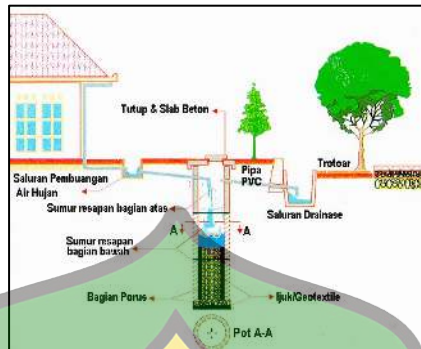 Tutup & Slab Beton
Saluran Pembuangan
Air Hujan
Pipa
PVC
Trotoar
Saluran Drainase
Sumur resapan bagian atas
A
A
Sumur resapan
bagian bawah
Bagian Porus
Ijuk/Geotextile
Pot A-A